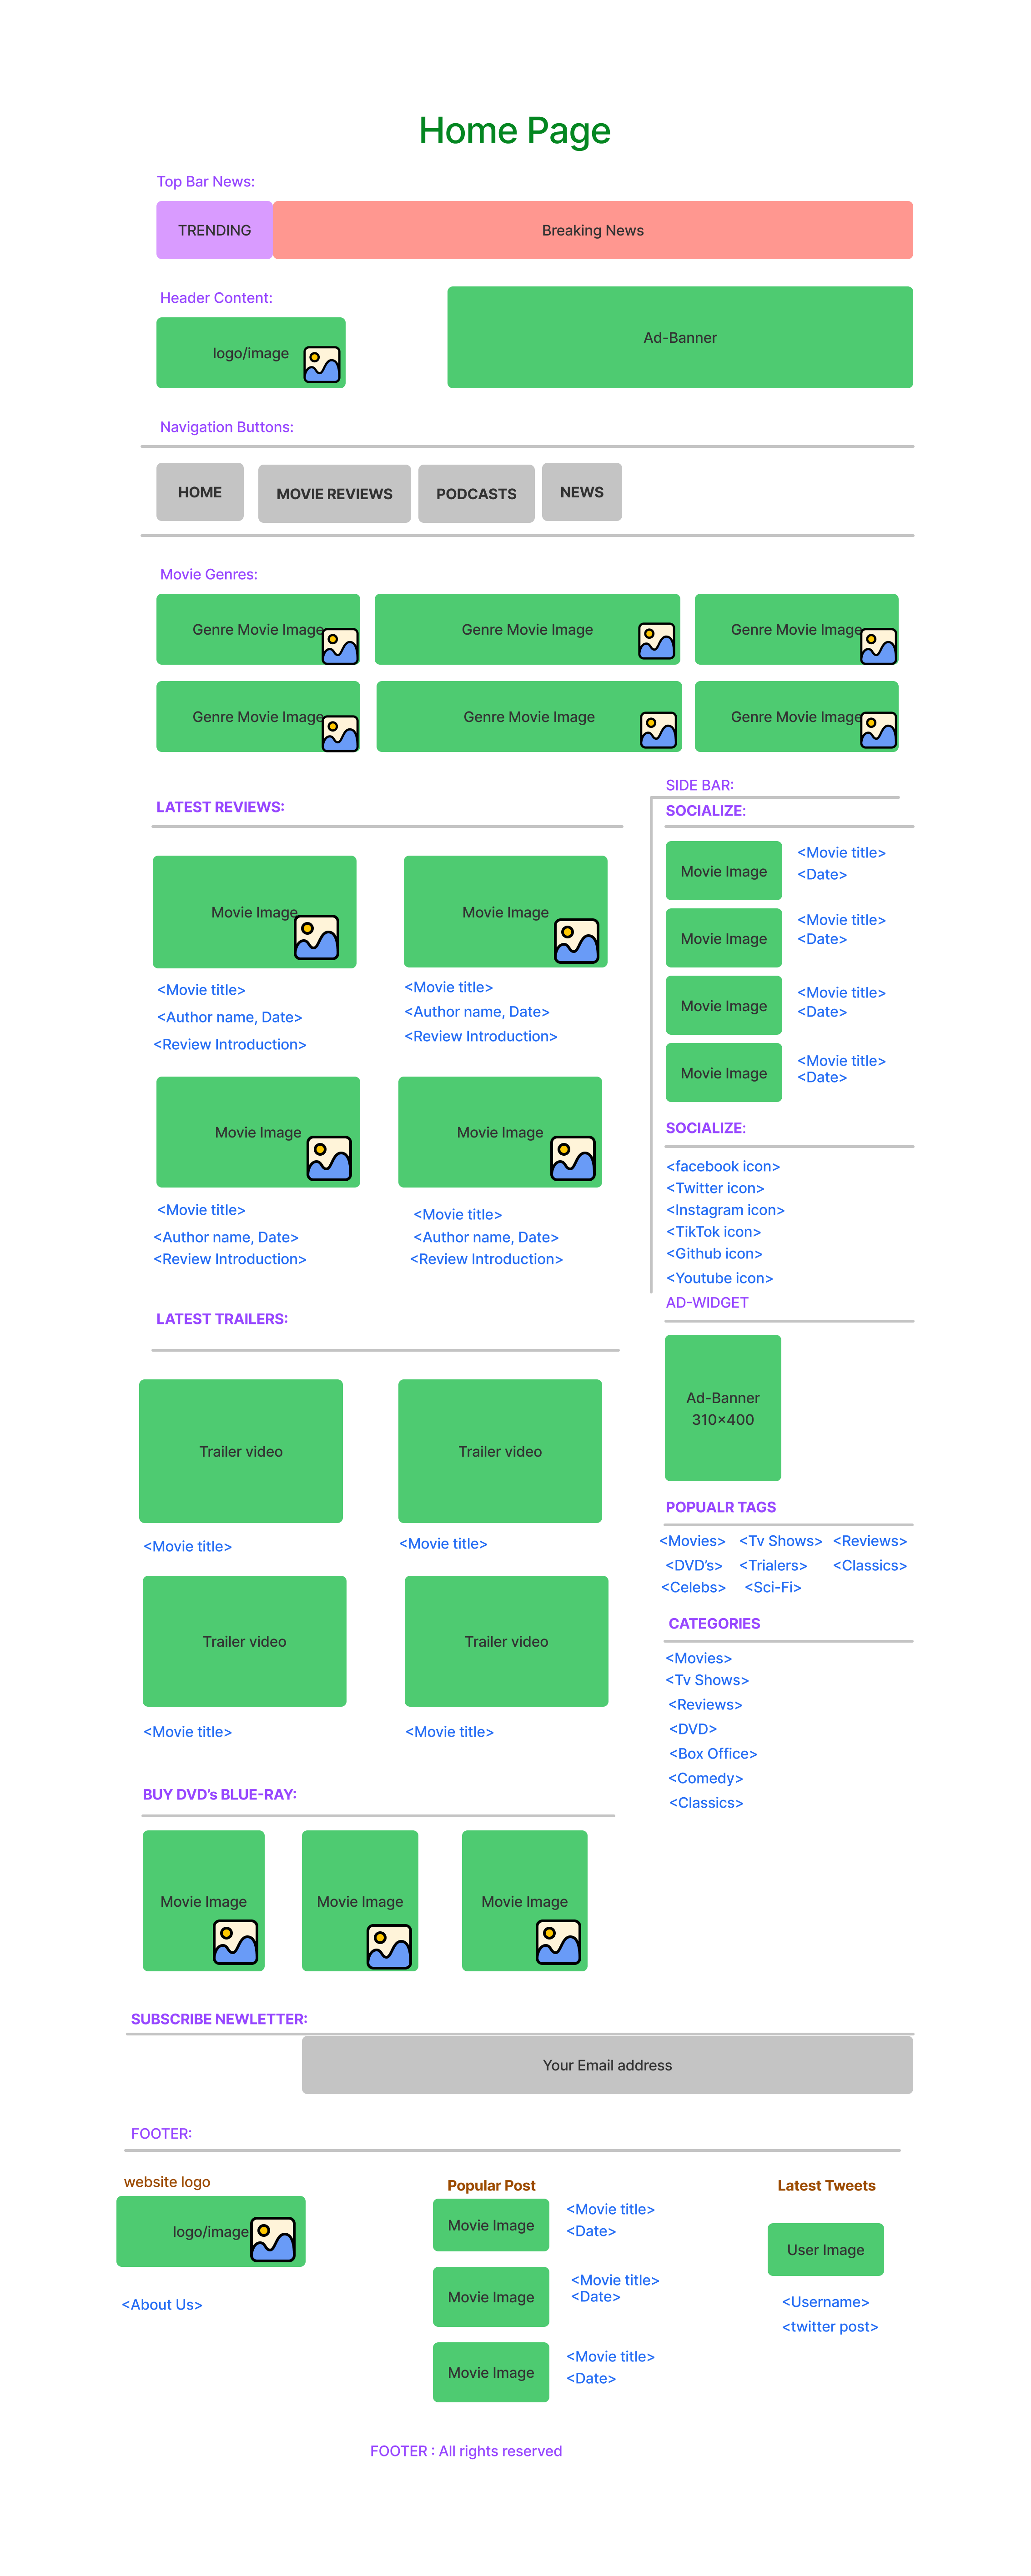 Home Page
Top Bar News:
TRENDING
Breaking News
Header Content:
logo/image
Ad-Banner
Navigation Buttons:
HOME
MOVIE REVIEWS
PODCASTS
NEWS
Movie Genres:
Genre Movie Image
Genre Movie Image
Genre Movie Image
Genre Movie Image
Genre Movie Image
Genre Movie Image
LATEST REVIEWS:
Movie Image
Movie Image
<Movie title>
<Author name, Date>
<Review Introduction>
<Movie title>
<Author name, Date>
<Review Introduction>
Movie Image
Movie Image
<Movie title>
<Author name, Date>
<Review Introduction>
<Movie title>
<Author name, Date>
<Review Introduction>
LATEST TRAILERS:
Trailer video
Trailer video
<Movie title>
<Movie title>
Trailer video
Trailer video
<Movie title>
<Movie title>
BUY DVD's BLUE-RAY:
Movie Image
Movie Image
Movie Image
SIDE BAR:
SOCIALIZE:
Movie Image
<Movie title>
<Date>
Movie Image
<Movie title>
<Date>
Movie Image
<Movie title>
<Date>
Movie Image
<Movie title>
<Date>
SOCIALIZE:
<facebook icon>
<Twitter icon>
<Instagram icon>
<TikTok icon>
<Github icon>
<Youtube icon>
AD-WIDGET
Ad-Banner
310×400
POPUALR TAGS
<Movies> <Tv Shows> <Reviews>
<DVD's> <Trialers> <Classics>
<Celebs> <Sci-Fi>
CATEGORIES
<Movies>
<Tv Shows>
<Reviews>
<DVD>
<Box Office>
<Comedy>
<Classics>
SUBSCRIBE NEWLETTER:
Your Email address
FOOTER:
website logo
logo/image
<About Us>
Popular Post
Movie Image
<Movie title>
<Date>
Movie Image
<Movie title>
<Date>
Movie Image
<Movie title>
<Date>
Latest Tweets
User Image
<Username>
<twitter post>
FOOTER : All rights reserved